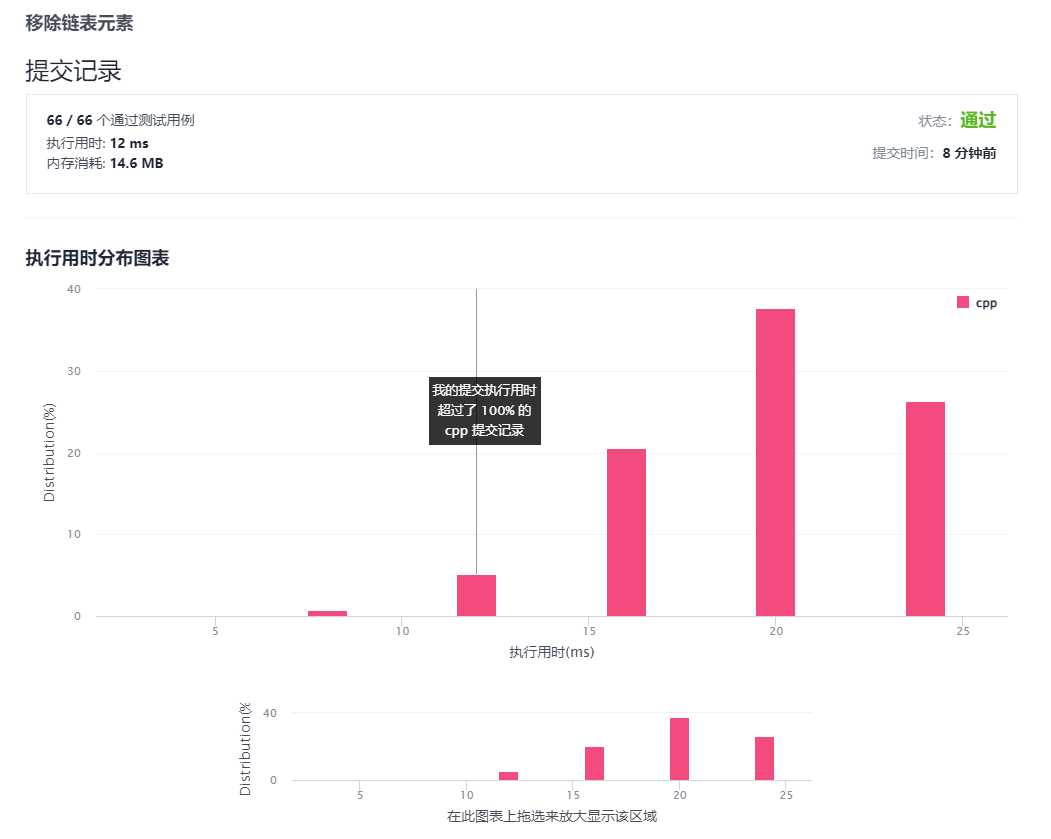 移除链表元素
提交记录
66 / 66 个通过测试用例
状态：通过
执行用时: 12 ms
提交时间：8 分钟前
内存消耗: 14.6 MB
执行用时分布图表
cpp
40
30
20
10
0
Distribution(%)
我的提交执行用时
超过了 100% 的
cpp 提交记录
5 10 15 20 25
执行用时(ms)
40
0
Distribution(%
5 10 15 20 25
在此图表上拖选来放大显示该区域